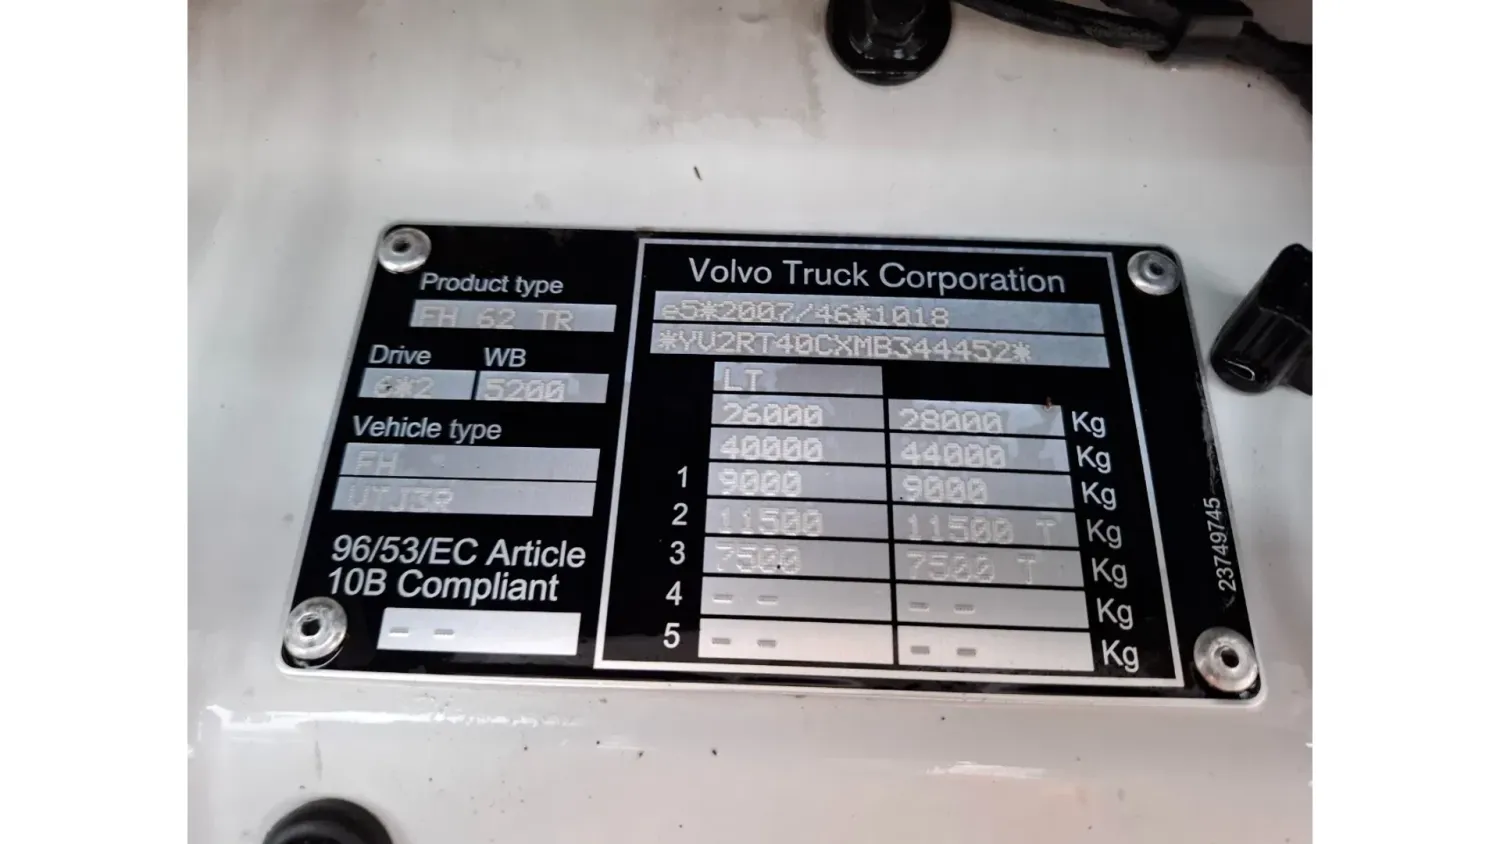 Product type
FH 62 TR
Drive WB
6*2 5200
Vehicle type
FH
VTJ3R
96/53/EC Article
10B Compliant
- -
Volvo Truck Corporation
e5*2007/46*1018
*YV2RT40CXMB344452*
LT
26000 28000 Kg
40000 44000 Kg
1 9000 9000 Kg
2 11500 11500 T Kg
3 7500 7500 T Kg
4 - - - - Kg
5 - - - - Kg
23749745